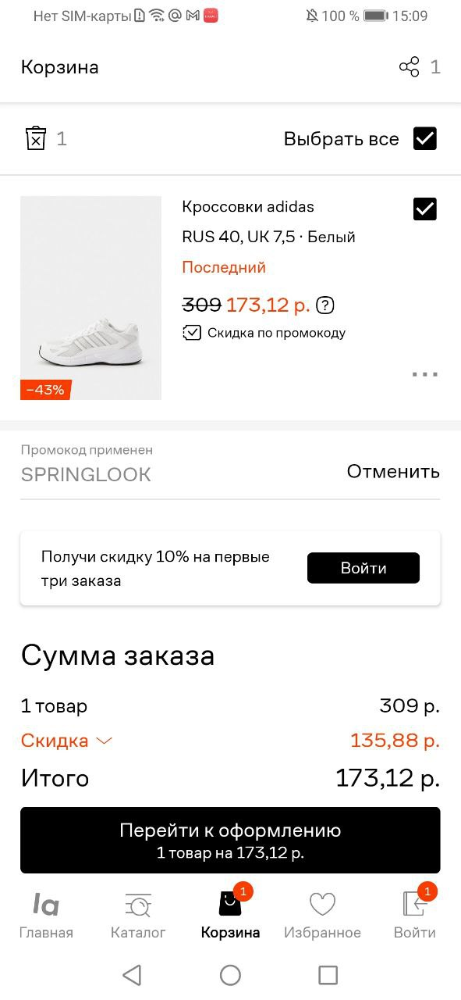 Нет SIM-карты 100 % 15:09
Корзина 1
1 Выбрать все
Кроссовки adidas
RUS 40, UK 7,5 · Белый
Последний
309 173,12 р. ?
Скидка по промокоду
−43%
Промокод применен
SPRINGLOOK
Отменить
Получи скидку 10% на первые
три заказа
Войти
Сумма заказа
1 товар 309 р.
Скидка 135,88 р.
Итого 173,12 р.
Перейти к оформлению
1 товар на 173,12 р.
la 1 1
Главная Каталог Корзина Избранное Войти